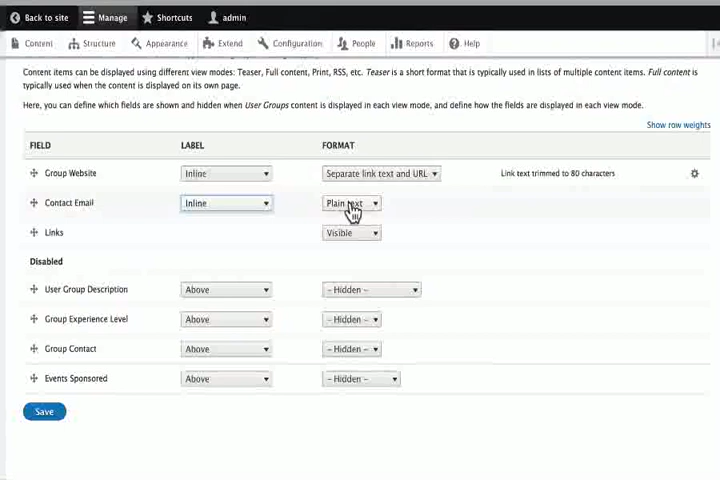 Back to site Manage Shortcuts admin
Content Structure Appearance Extend Configuration People Reports Help
Content items can be displayed using different view modes: Teaser, Full content, Print, RSS, etc. Teaser is a short format that is typically used in lists of multiple content items. Full content is
typically used when the content is displayed on its own page.
Here, you can define which fields are shown and hidden when User Groups content is displayed in each view mode, and define how the fields are displayed in each view mode.
Show row weights
FIELD LABEL FORMAT
Group Website Inline Separate link text and URL Link text trimmed to 80 characters
Contact Email Inline Plain text
Links Visible
Disabled
User Group Description Above - Hidden -
Group Experience Level Above - Hidden -
Group Contact Above - Hidden -
Events Sponsored Above - Hidden -
Save